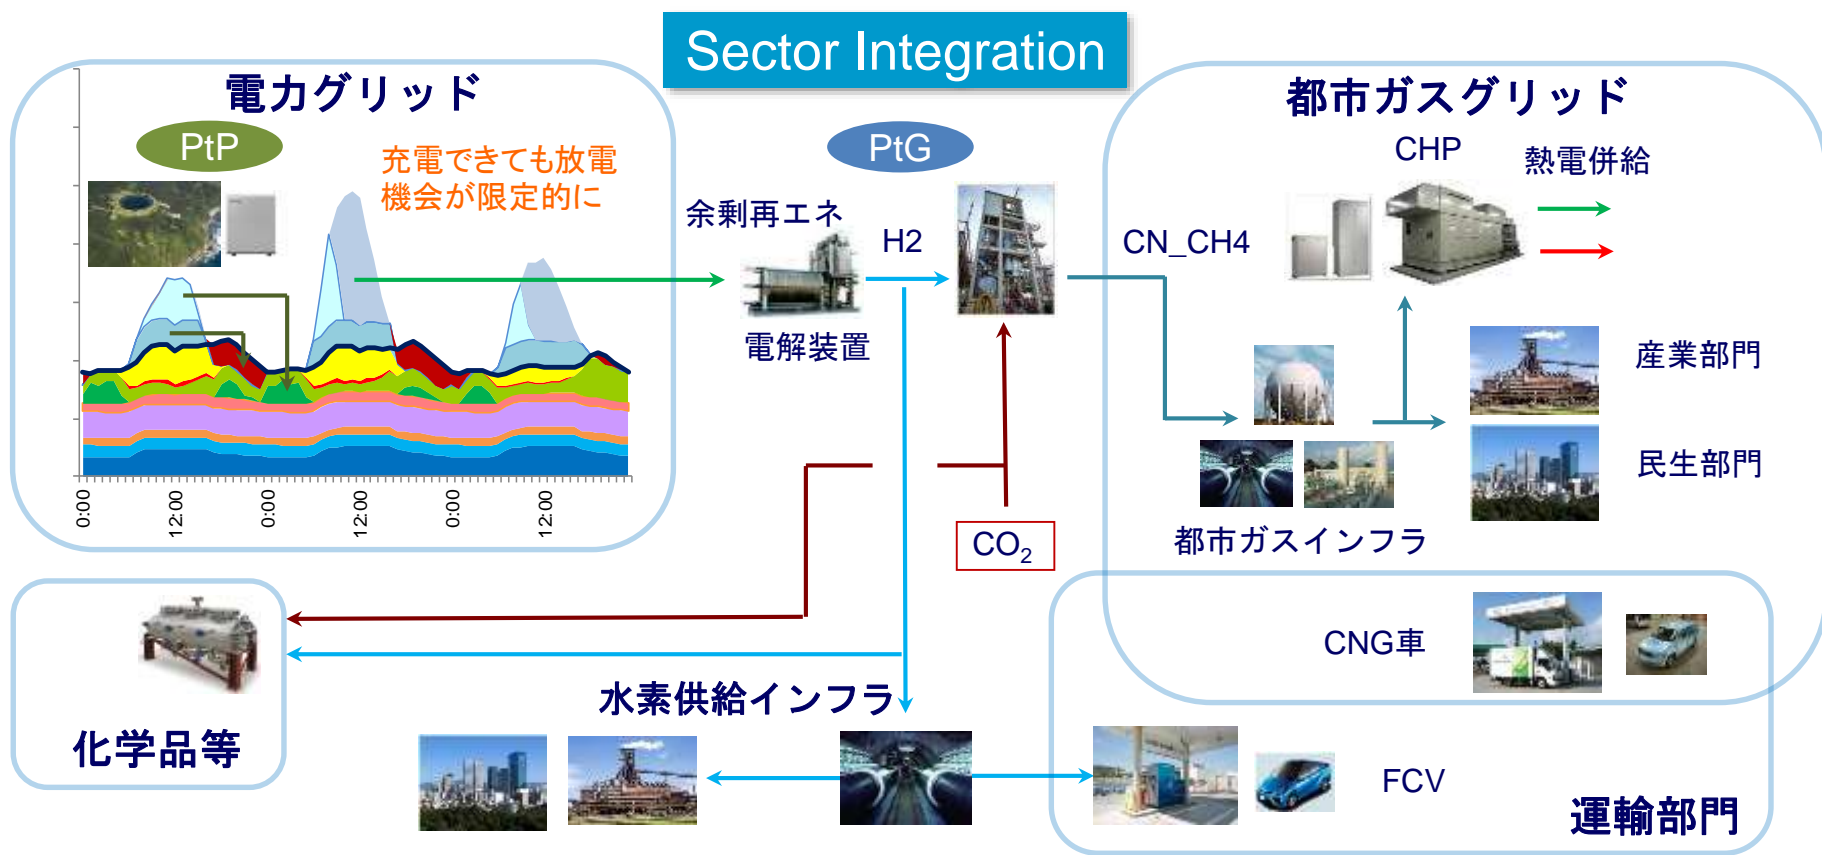 Sector Integration
電力グリッド
PtP
充電できても放電
機会が限定的に
0:00
12:00
0:00
12:00
0:00
12:00
PtG
余剰再エネ
H2
電解装置
CO₂
都市ガスグリッド
CHP
熱電併給
CN_CH4
産業部門
民生部門
都市ガスインフラ
CNG車
化学品等
水素供給インフラ
FCV
運輸部門